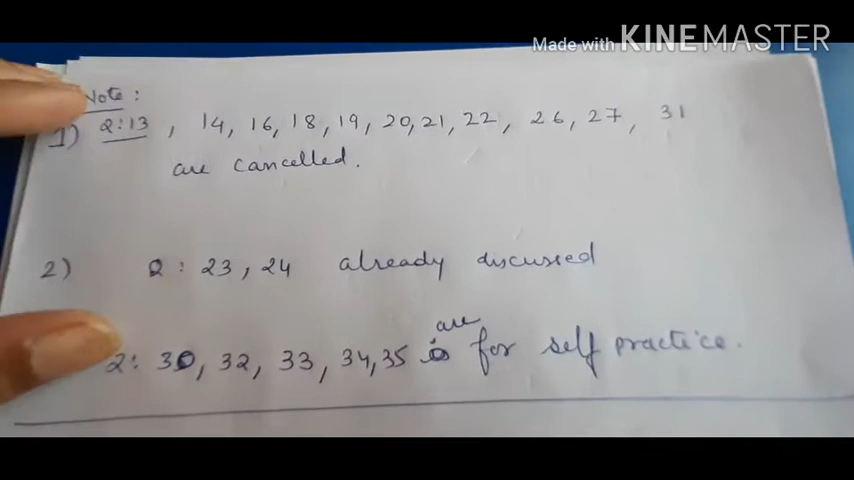 Made with KINEMASTER
Note :
1) Q:13 , 14, 16, 18, 19, 20, 21, 22 , 26, 27 , 31
are cancelled.
2) Q : 23, 24 already discussed
Q: 30, 32, 33, 34, 35 are for self practice.